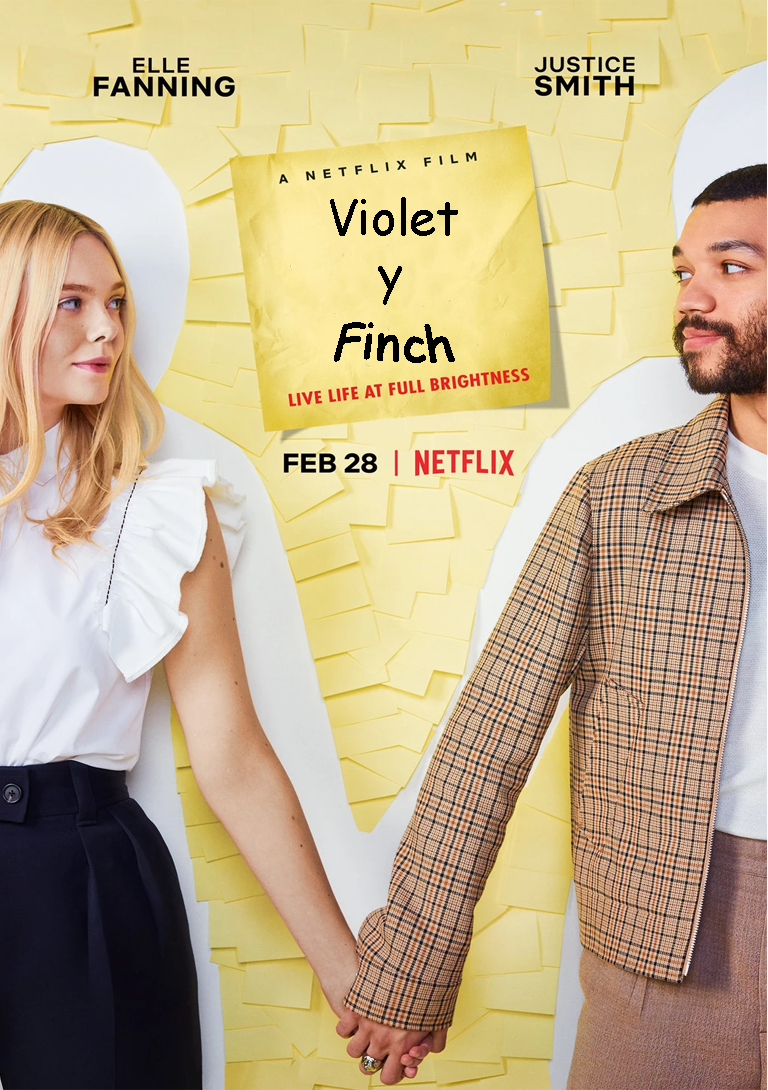 ELLE
FANNING
JUSTICE
SMITH
A NETFLIX FILM
Violet
y
Finch
LIVE LIFE AT FULL BRIGHTNESS
FEB 28 | NETFLIX